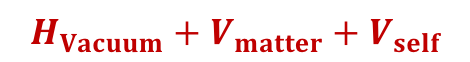 H_Vacuum + V_matter + V_self